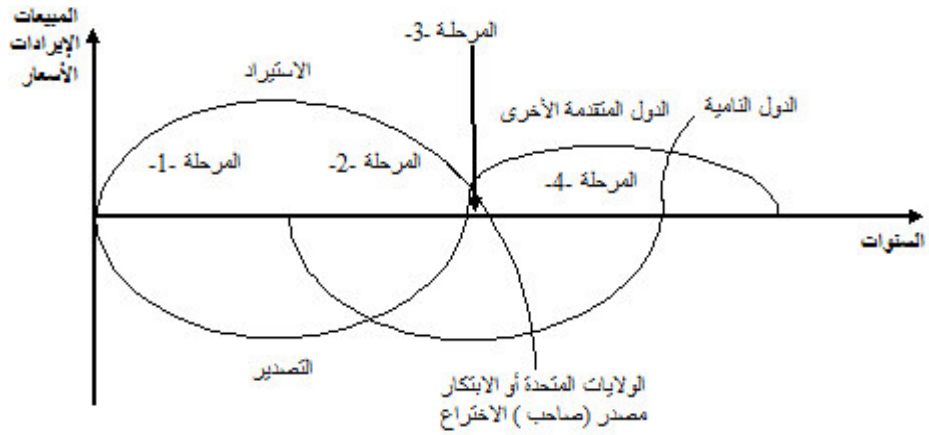 المبيعات
الإيرادات
الأسعار
المرحلة -3-
الاستيراد
الدول المتقدمة الأخرى
الدول النامية
المرحلة -1-
المرحلة -2-
المرحلة -4-
السنوات
التصدير
الولايات المتحدة أو الابتكار
مصدر (صاحب ) الاختراع